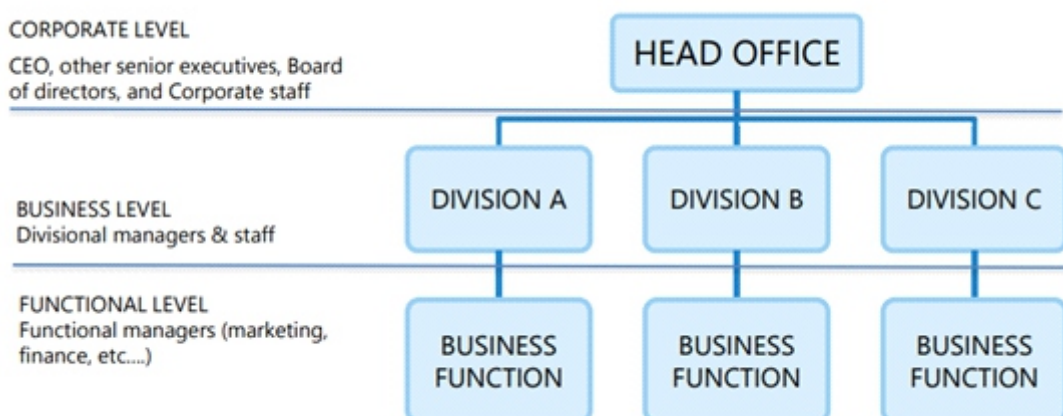 CORPORATE LEVEL
CEO, other senior executives, Board
of directors, and Corporate staff
HEAD OFFICE
BUSINESS LEVEL
Divisional managers & staff
DIVISION A
DIVISION B
DIVISION C
FUNCTIONAL LEVEL
Functional managers (marketing,
finance, etc....)
BUSINESS
FUNCTION
BUSINESS
FUNCTION
BUSINESS
FUNCTION